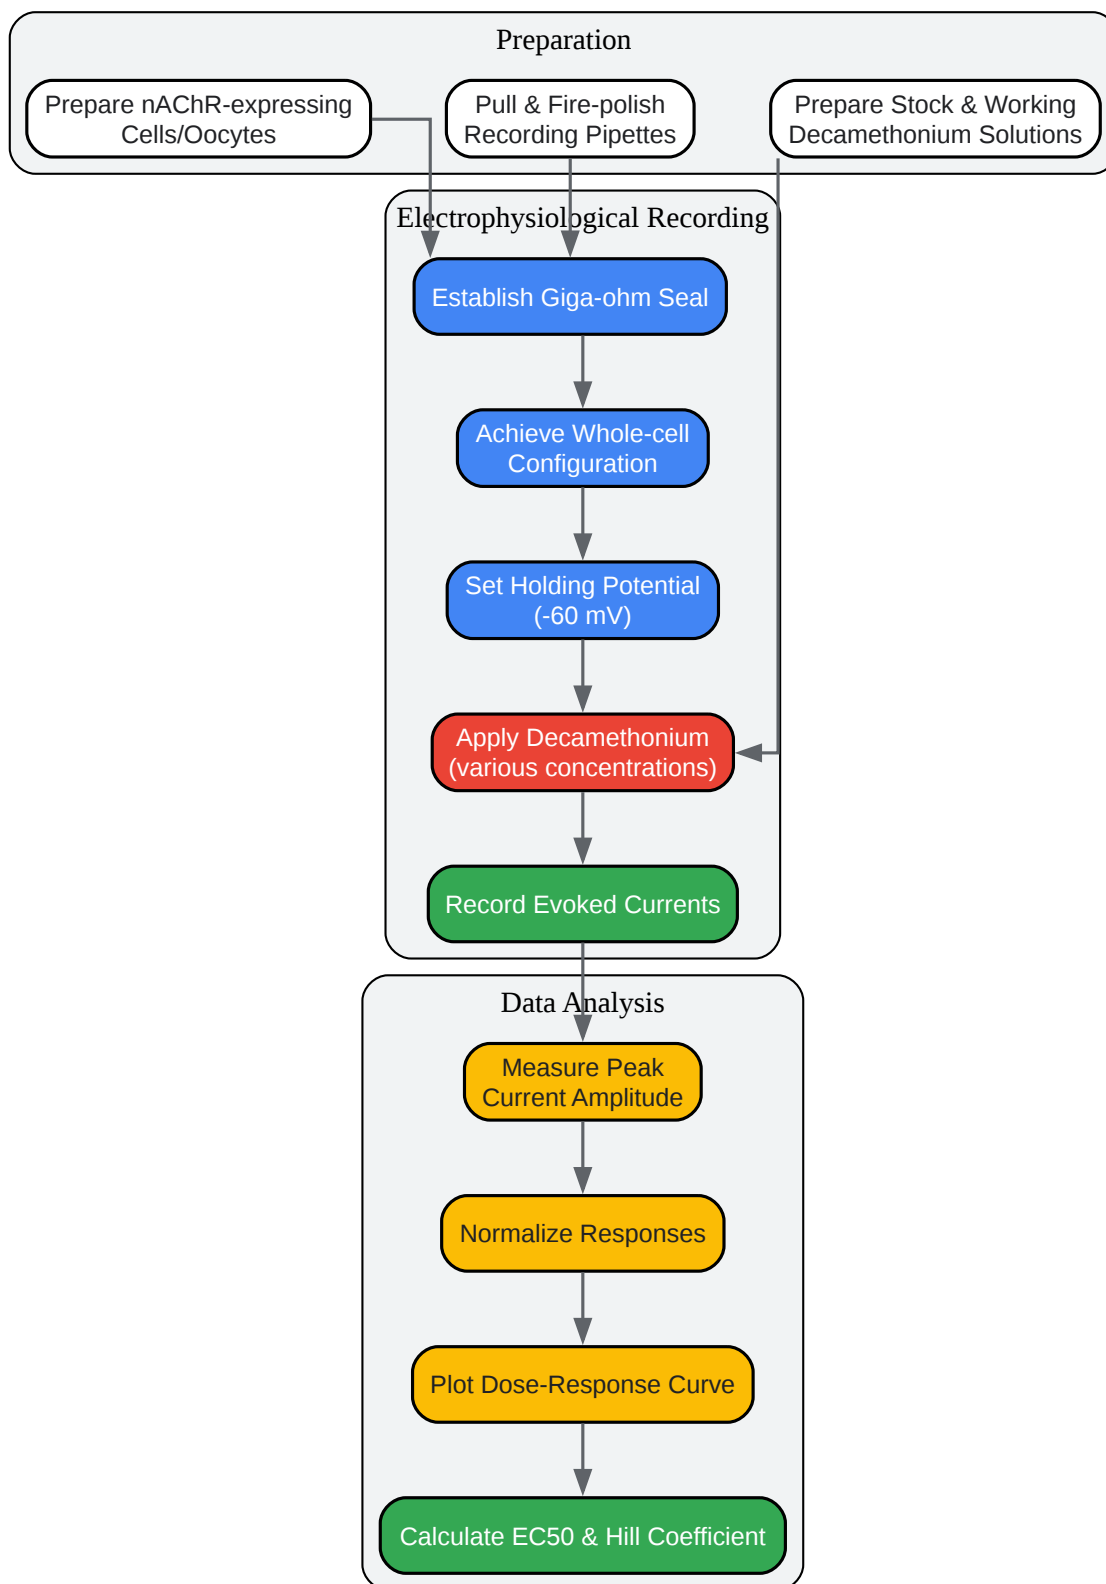 Preparation
Prepare nAChR-expressing
Cells/Oocytes
Pull & Fire-polish
Recording Pipettes
Prepare Stock & Working
Decamethonium Solutions
Electrophysiological Recording
Establish Giga-ohm Seal
Achieve Whole-cell
Configuration
Set Holding Potential
(-60 mV)
Apply Decamethonium
(various concentrations)
Record Evoked Currents
Data Analysis
Measure Peak
Current Amplitude
Normalize Responses
Plot Dose-Response Curve
Calculate EC50 & Hill Coefficient